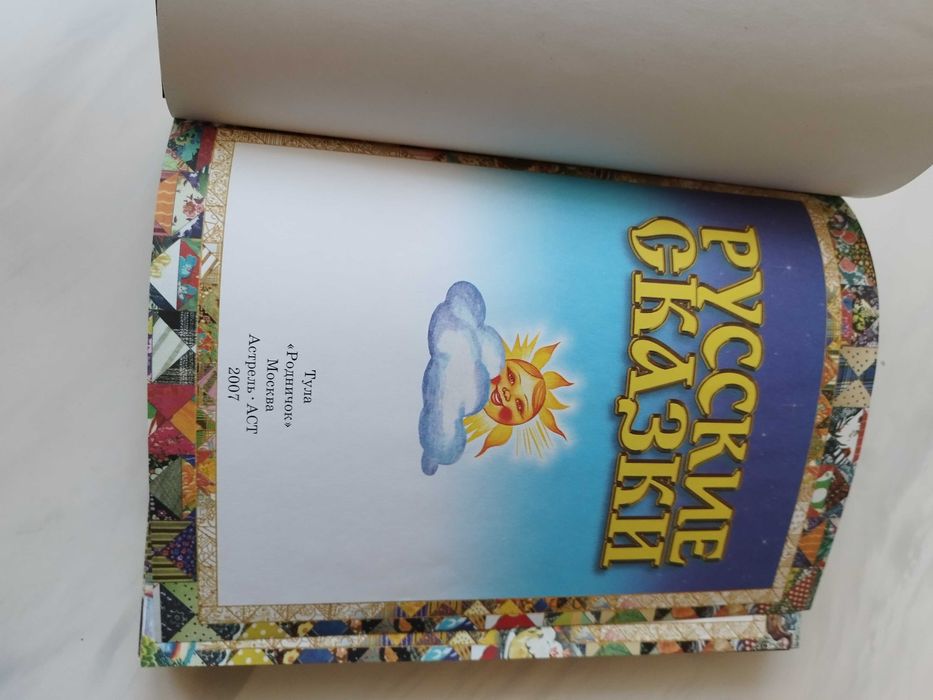 РУССКИЕ
СКАЗКИ
Тула
«Родничок»
Москва
Астрель · АСТ
2007